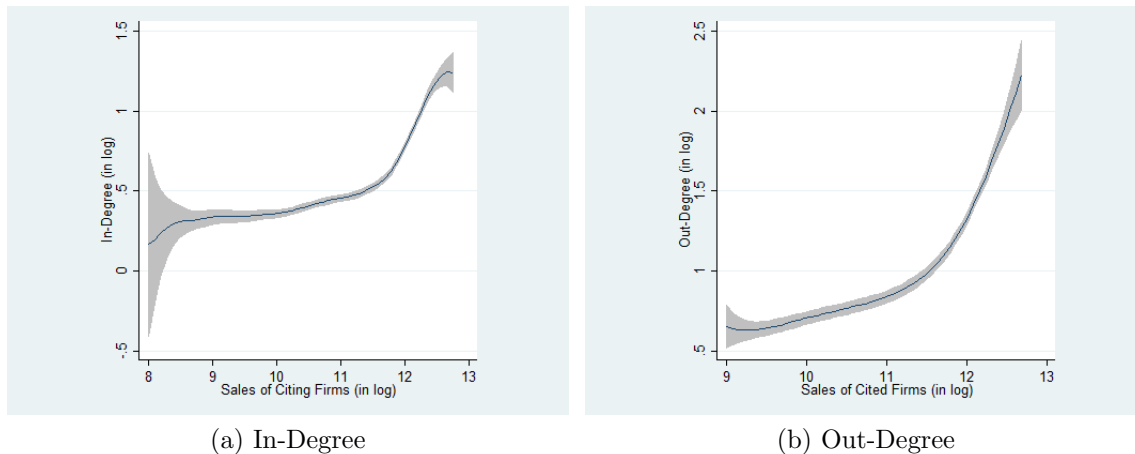 1.5
1
.5
0
-.5
In-Degree (in log)
8 9 10 11 12 13
Sales of Citing Firms (in log)
(a) In-Degree
2.5
2
1.5
1
.5
Out-Degree (in log)
9 10 11 12 13
Sales of Cited Firms (in log)
(b) Out-Degree